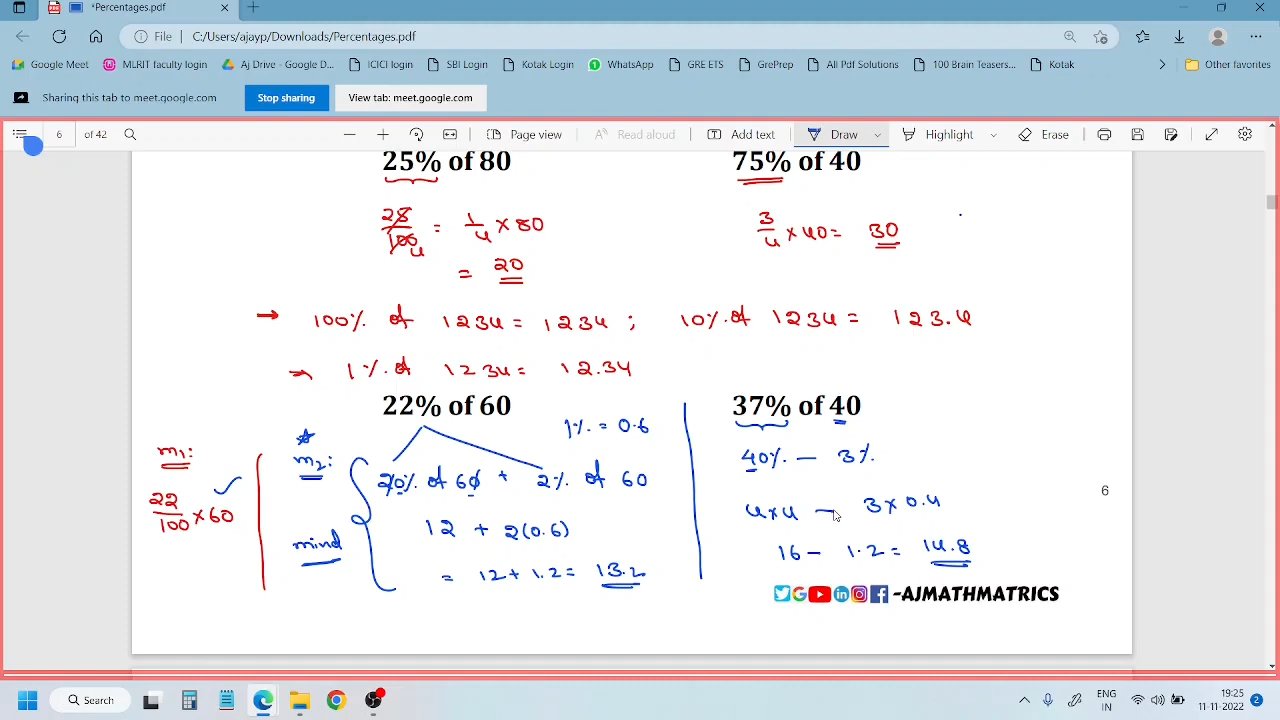 *Percentages.pdf
File | C:/Users/ajayp/Desktop/Percentages.pdf
Google Meet MLRIT faculty login Aj Drive - Google D... ICICI login SBI Login Kotak Login WhatsApp GRE ETS GrePrep All Pdf Solutions 100 Brain Teasers... Kotak Other favorites
Sharing this tab to meet.google.com Stop sharing View tab: meet.google.com
6 of 42 Page view Read aloud Add text Draw Highlight Erase
25% of 80 75% of 40
25/100 4 = 1/4 × 80 3/4 × 40 = 30
= 20
→ 100% of 1234 = 1234 ; 10% of 1234 = 123.4
→ 1% of 1234 = 12.34
22% of 60 37% of 40
1% = 0.6
m1: m2: 40% — 3%
20% of 60 + 2% of 60
22/100 × 60 4×4 — 3 × 0.4
12 + 2(0.6)
mind 16 — 1.2 = 14.8
= 12 + 1.2 = 13.2
6
-AJMATHMATRICS
Search ENG IN 19:25 11-11-2022 2